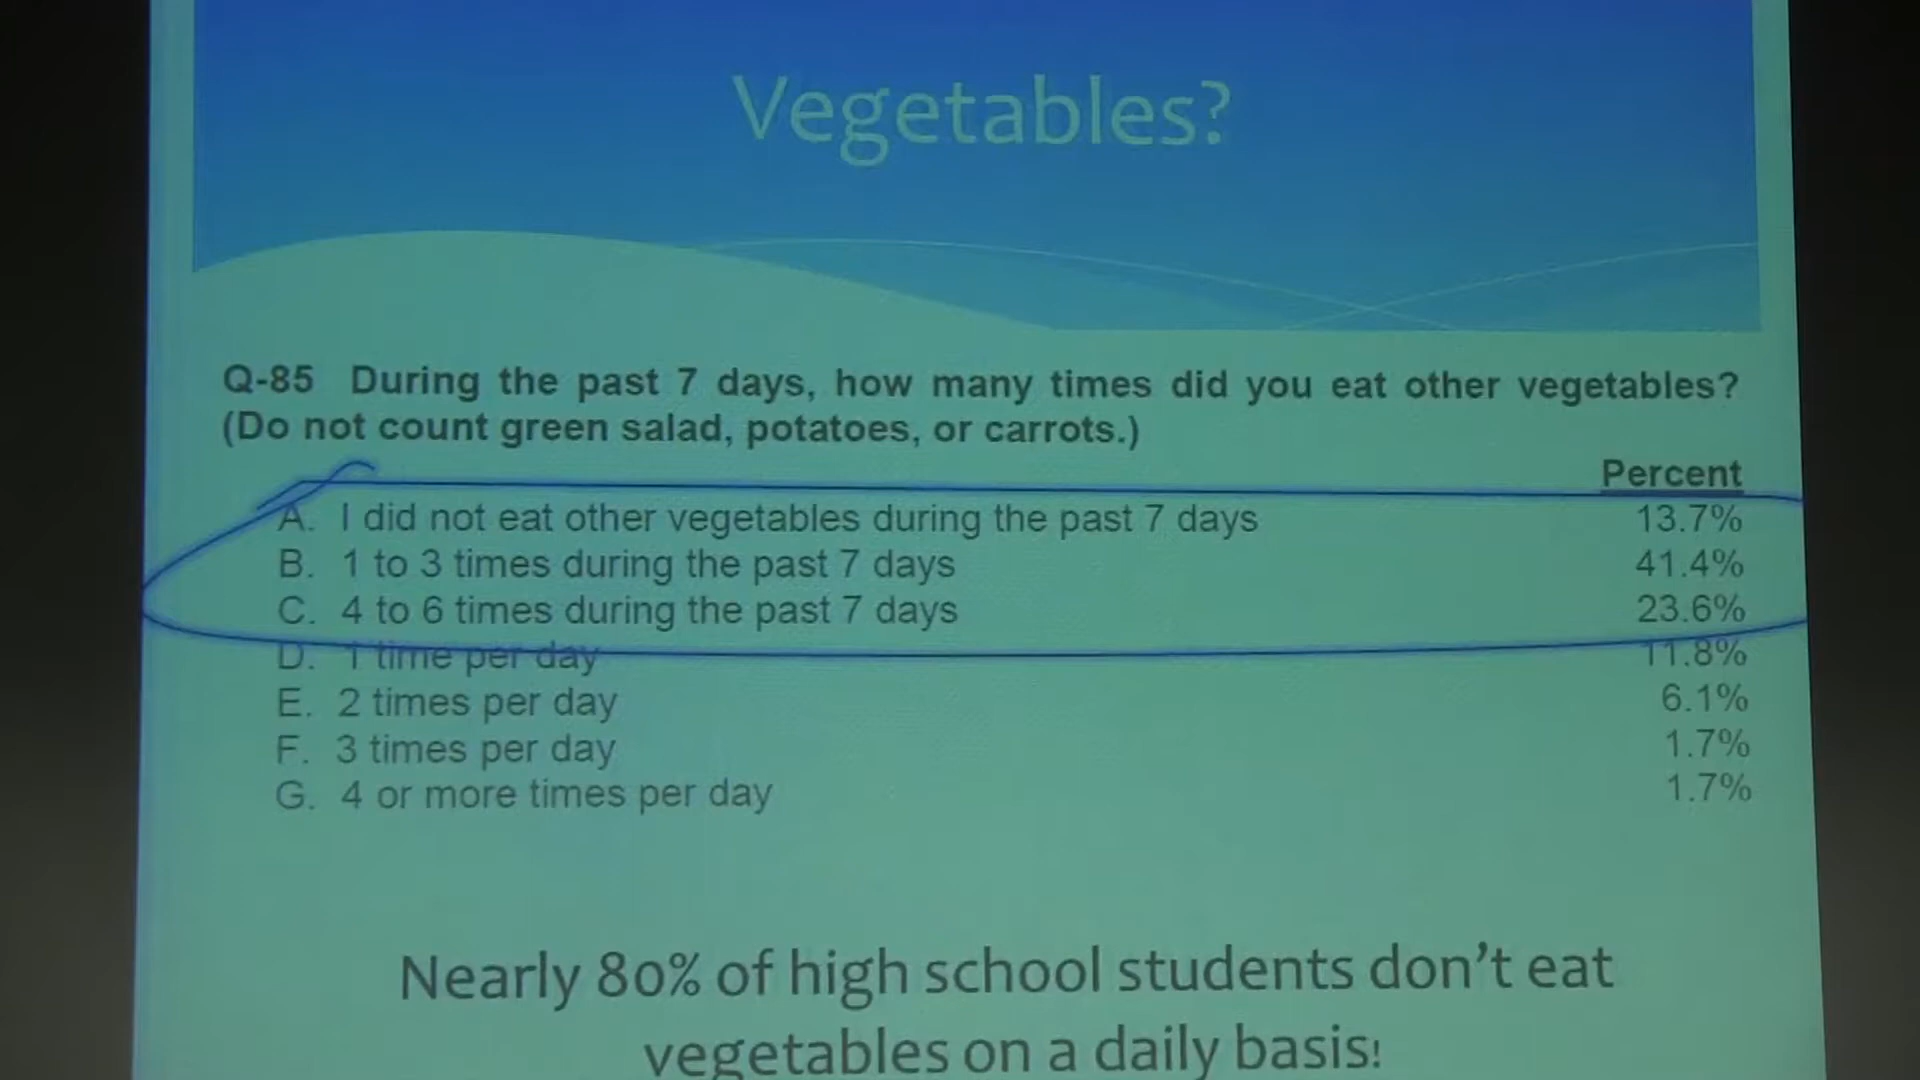 Vegetables?
Q-85 During the past 7 days, how many times did you eat other vegetables?
(Do not count green salad, potatoes, or carrots.)
Percent
A. I did not eat other vegetables during the past 7 days 13.7%
B. 1 to 3 times during the past 7 days 41.4%
C. 4 to 6 times during the past 7 days 23.6%
D. 1 time per day 11.8%
E. 2 times per day 6.1%
F. 3 times per day 1.7%
G. 4 or more times per day 1.7%
Nearly 80% of high school students don't eat
vegetables on a daily basis!